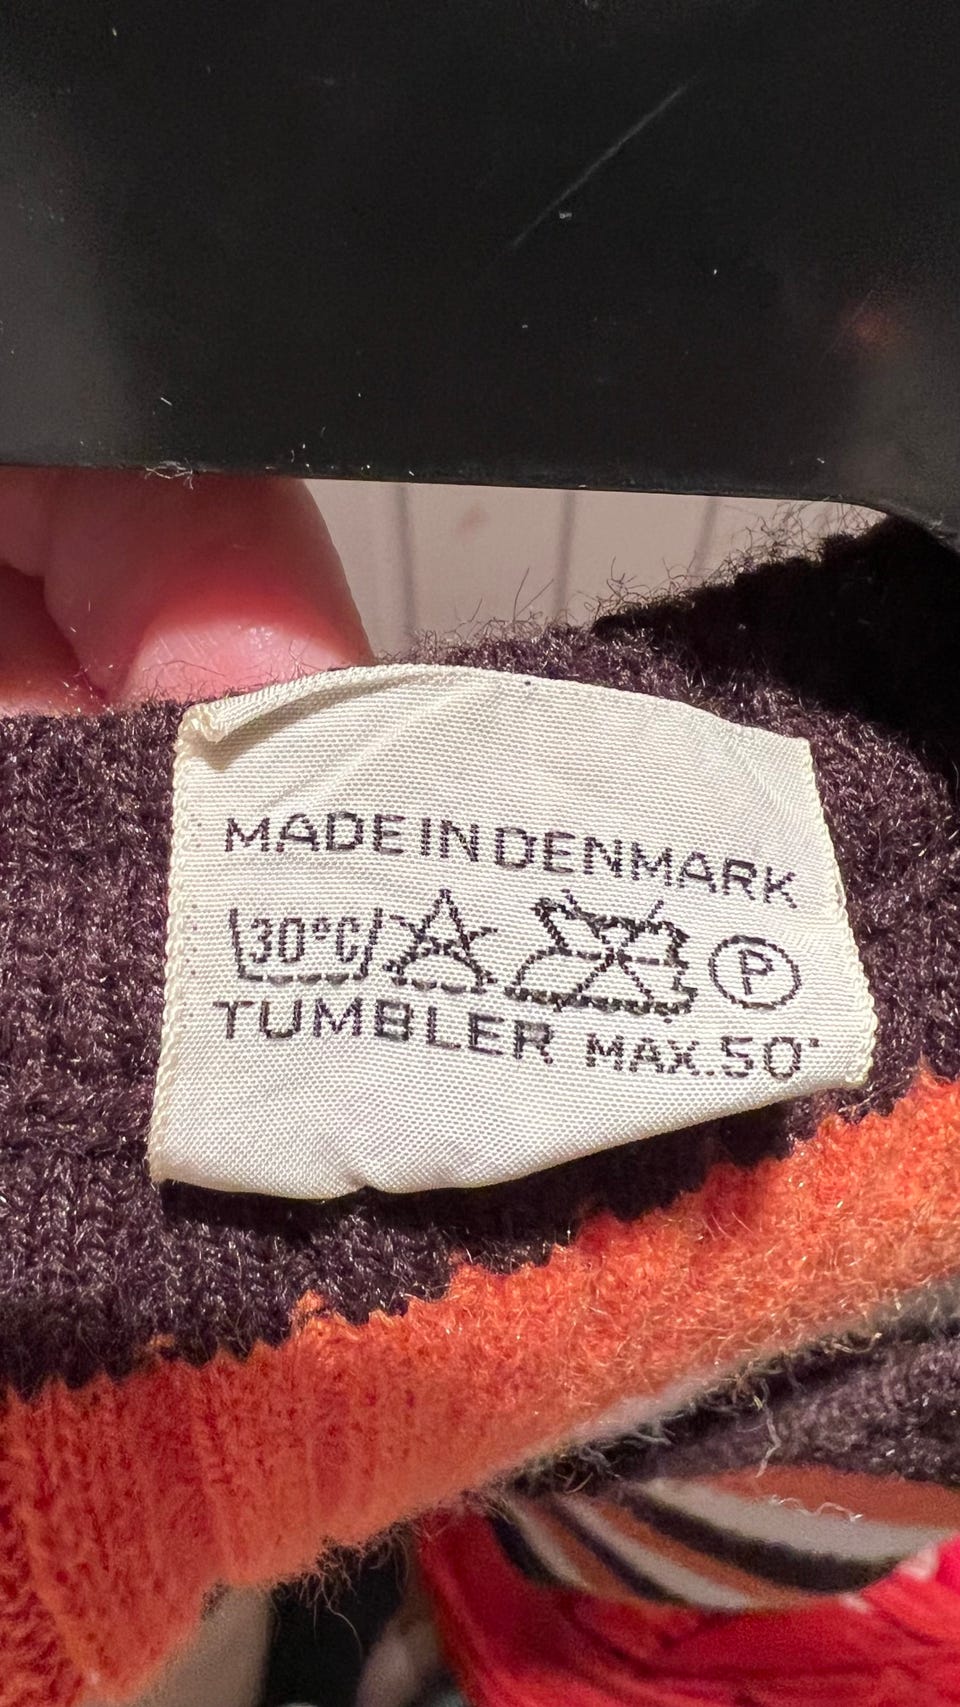 MADE IN DENMARK
30°C P
TUMBLER MAX. 50°